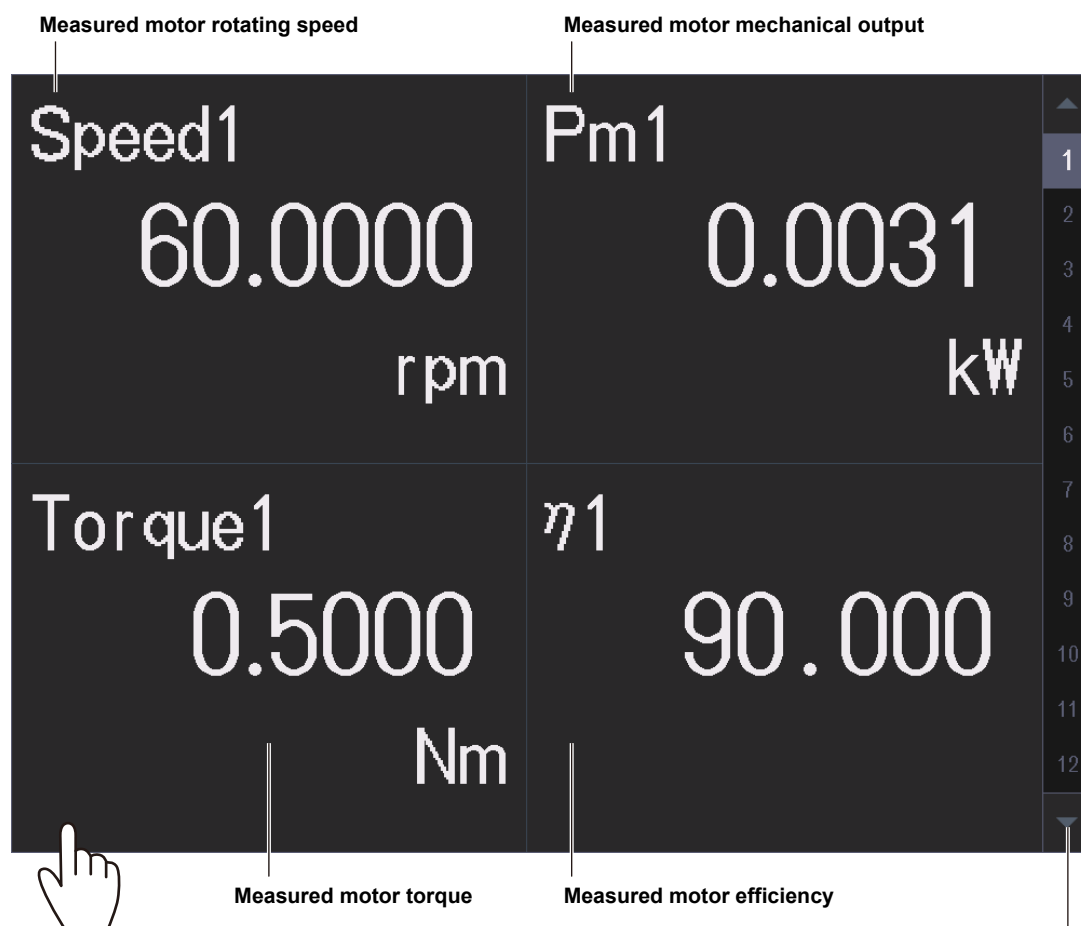 Measured motor rotating speed
Measured motor mechanical output
Speed1
60.0000
rpm
Pm1
0.0031
kW
Torque1
0.5000
Nm
η1
90.000
1
2
3
4
5
6
7
8
9
10
11
12
Measured motor torque
Measured motor efficiency